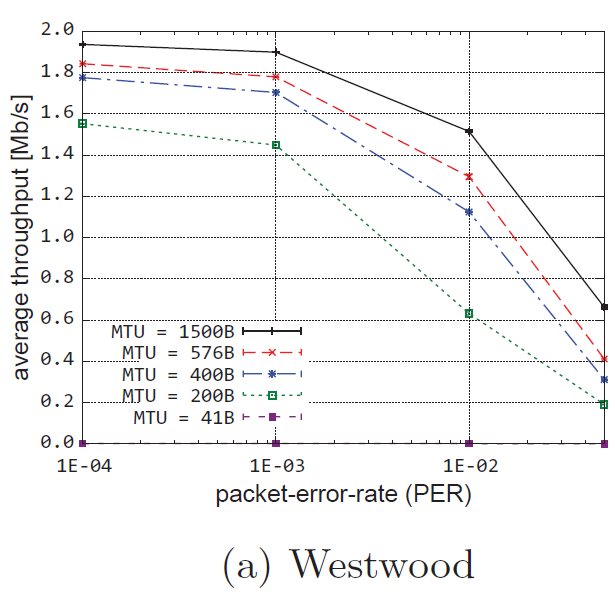 average throughput [Mb/s]
2.0
1.8
1.6
1.4
1.2
1.0
0.8
0.6
0.4
0.2
0.0
MTU = 1500B
MTU = 576B
MTU = 400B
MTU = 200B
MTU = 41B
1E-04 1E-03 1E-02
packet-error-rate (PER)
(a) Westwood